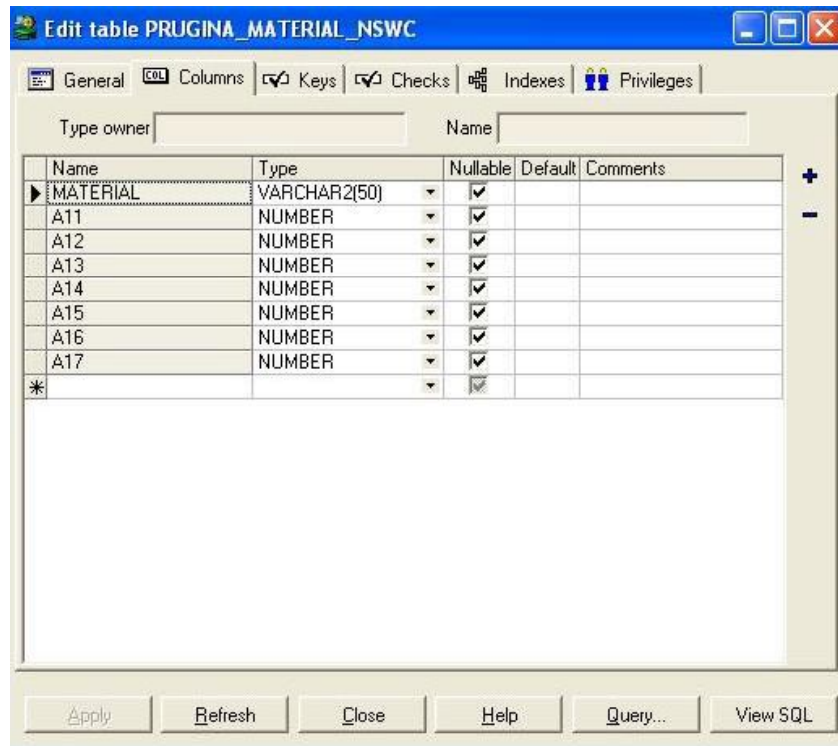 Edit table PRUGINA_MATERIAL_NSWC
General COL Columns Keys Checks Indexes Privileges
Type owner Name
Name Type Nullable Default Comments
MATERIAL VARCHAR2(50)
A11 NUMBER
A12 NUMBER
A13 NUMBER
A14 NUMBER
A15 NUMBER
A16 NUMBER
A17 NUMBER
Apply Refresh Close Help Query... View SQL